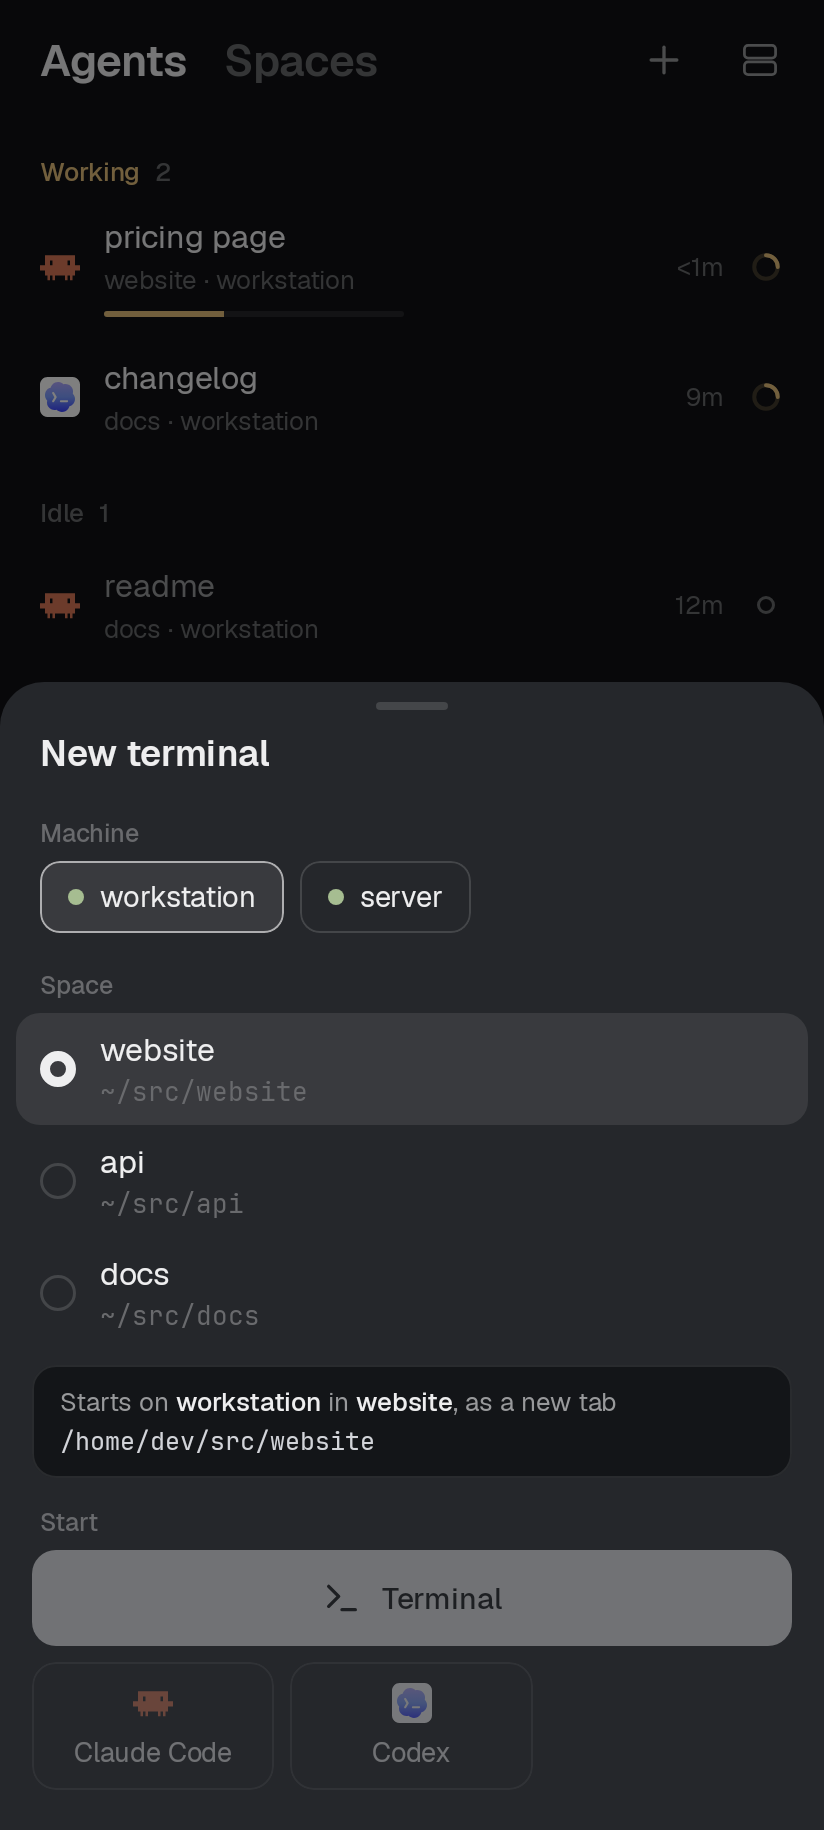 Agents Spaces
Working 2
pricing page
website · workstation
<1m
changelog
docs · workstation
9m
Idle 1
readme
docs · workstation
12m
New terminal
Machine
workstation
server
Space
website
~/src/website
api
~/src/api
docs
~/src/docs
Starts on workstation in website, as a new tab
/home/dev/src/website
Start
Terminal
Claude Code
Codex